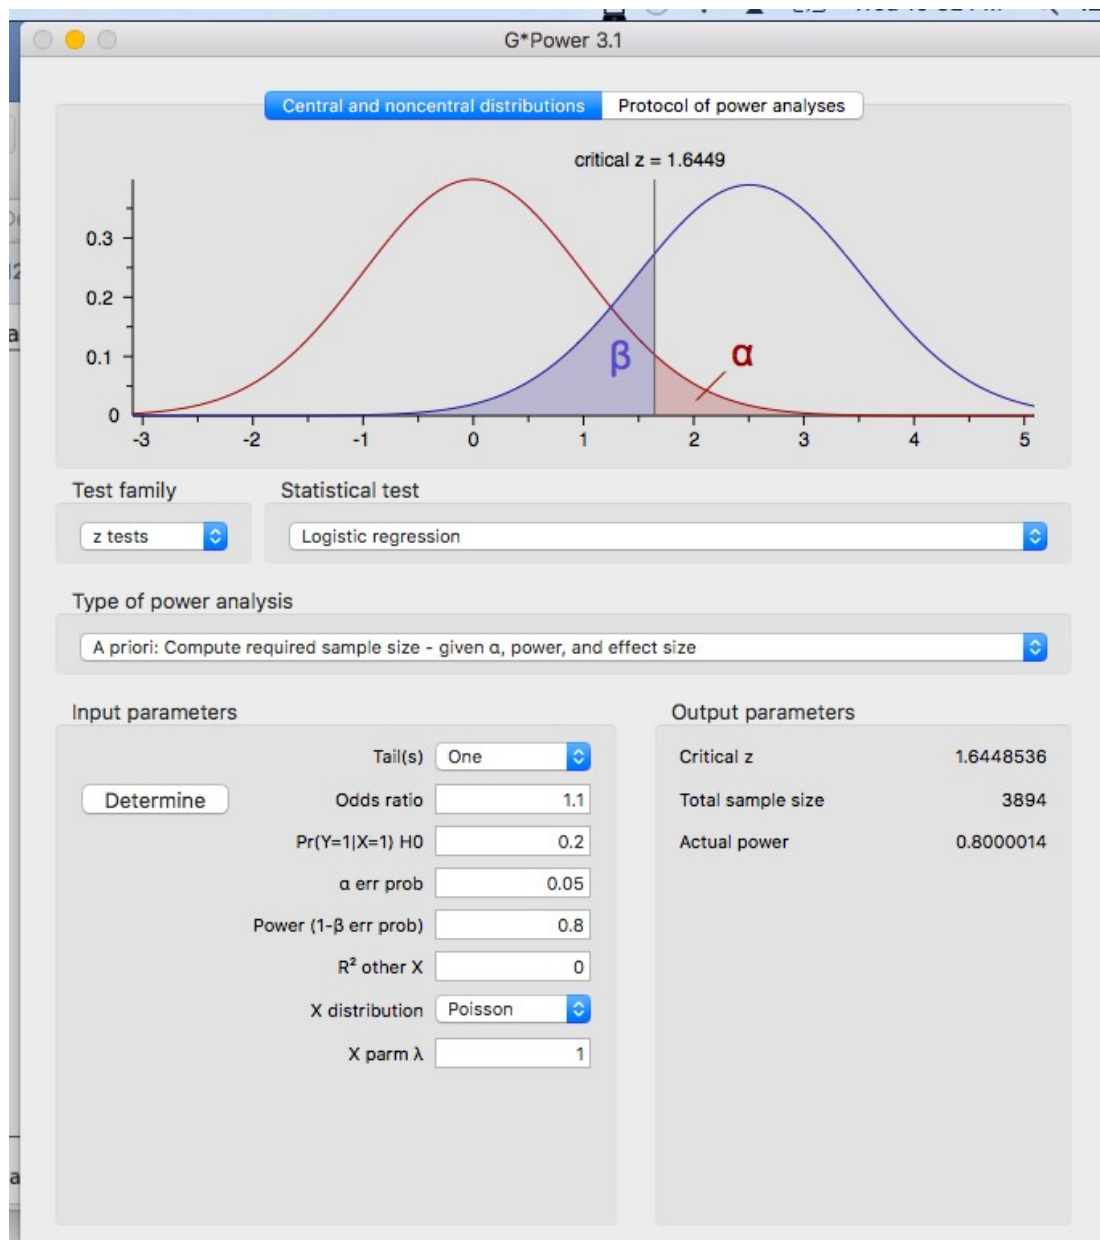 G*Power 3.1
Central and noncentral distributions Protocol of power analyses
critical z = 1.6449
0.3
0.2
0.1
0
β
α
-3 -2 -1 0 1 2 3 4 5
Test family Statistical test
z tests Logistic regression
Type of power analysis
A priori: Compute required sample size - given α, power, and effect size
Input parameters Output parameters
Tail(s) One Critical z 1.6448536
Determine Odds ratio 1.1 Total sample size 3894
Pr(Y=1|X=1) H0 0.2 Actual power 0.8000014
α err prob 0.05
Power (1-β err prob) 0.8
R² other X 0
X distribution Poisson
X parm λ 1